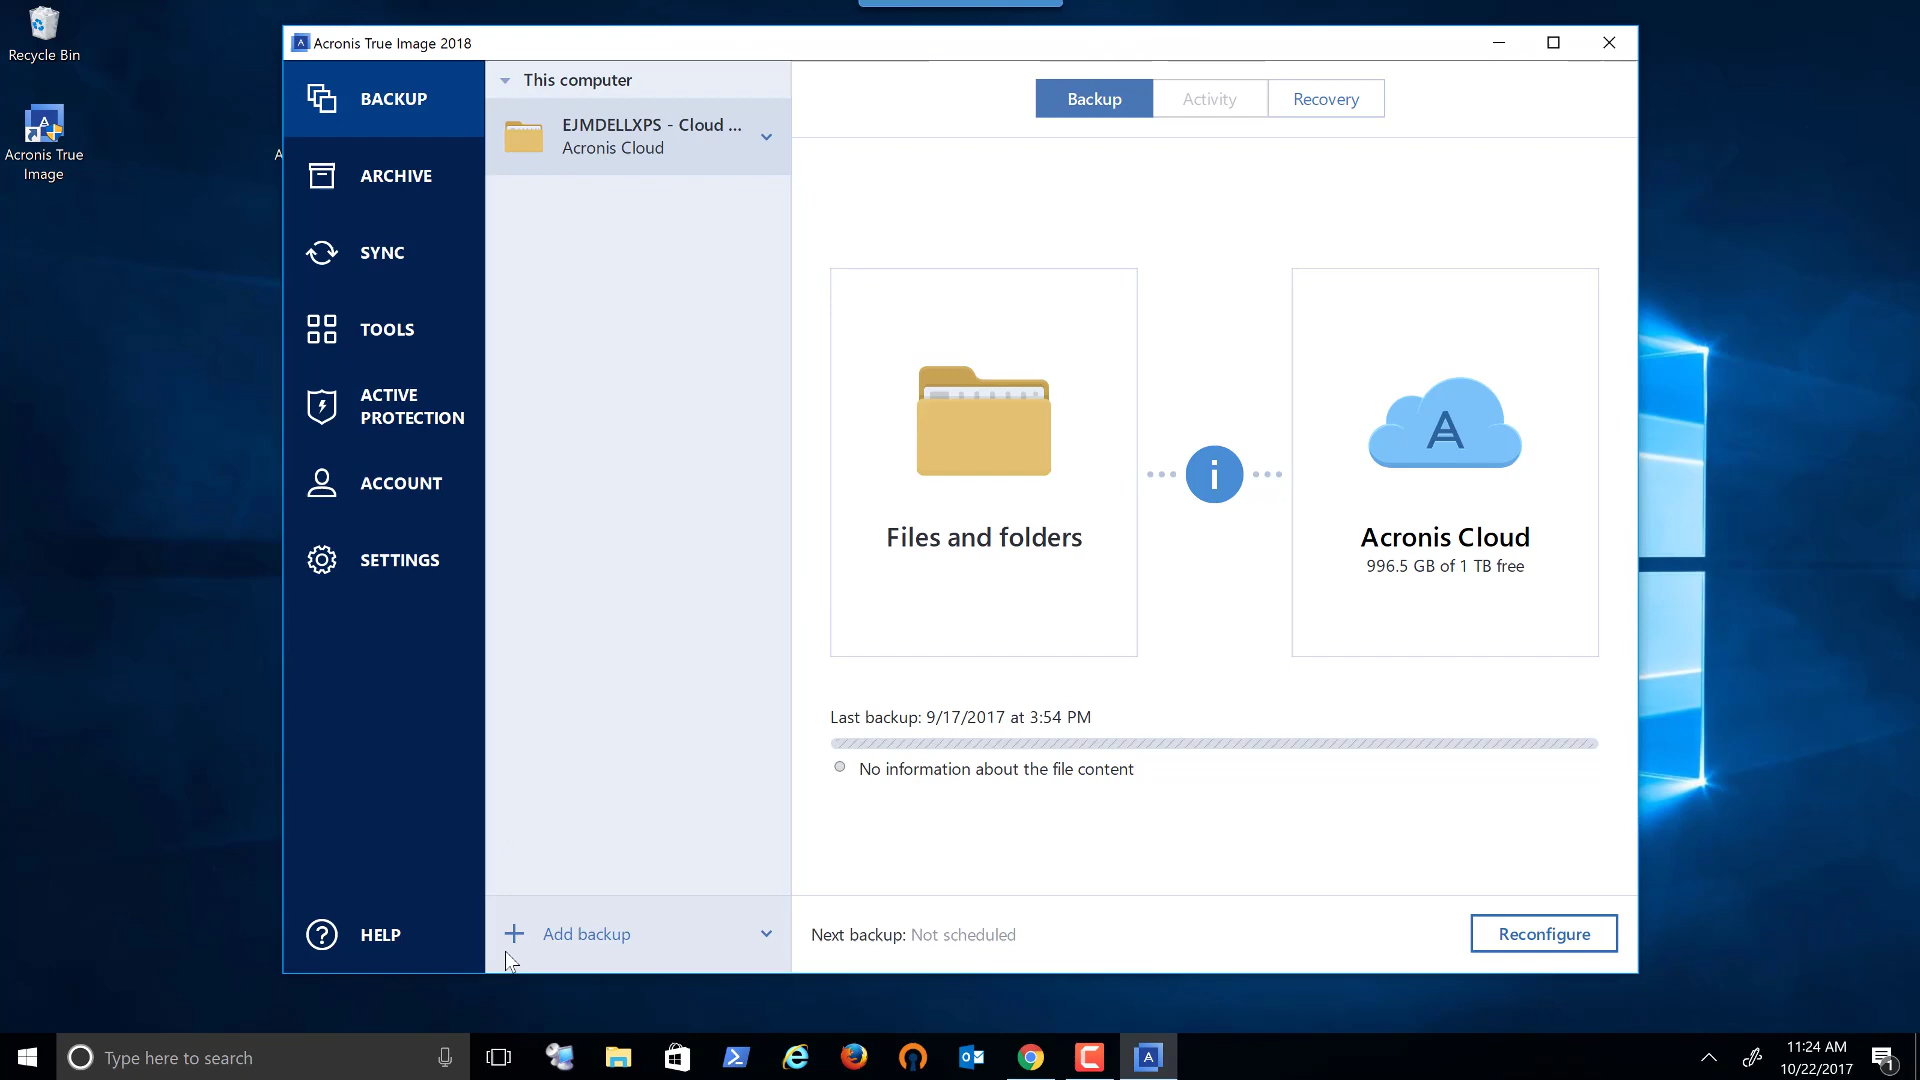 Recycle Bin
Acronis True
Image
A
Acronis True Image 2018
BACKUP
ARCHIVE
SYNC
TOOLS
ACTIVE
PROTECTION
ACCOUNT
SETTINGS
HELP
This computer
EJMDELLXPS - Cloud ...
Acronis Cloud
Add backup
Backup
Activity
Recovery
Files and folders
i
A
Acronis Cloud
996.5 GB of 1 TB free
Last backup: 9/17/2017 at 3:54 PM
No information about the file content
Next backup: Not scheduled
Reconfigure
Type here to search
11:24 AM
10/22/2017
1